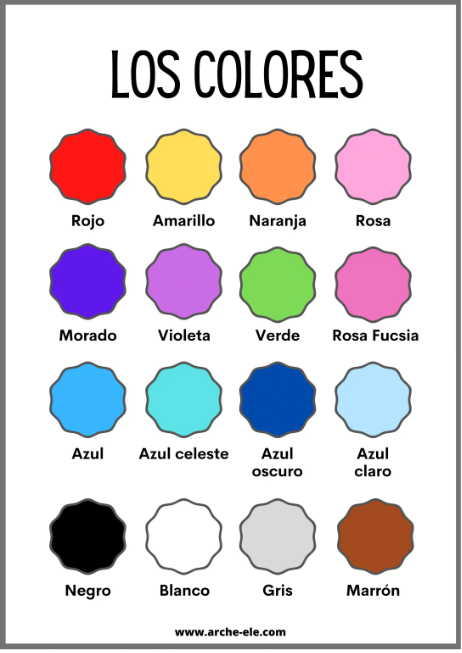 LOS COLORES
Rojo Amarillo Naranja Rosa
Morado Violeta Verde Rosa Fucsia
Azul Azul celeste Azul oscuro Azul claro
Negro Blanco Gris Marrón
www.arche-ele.com